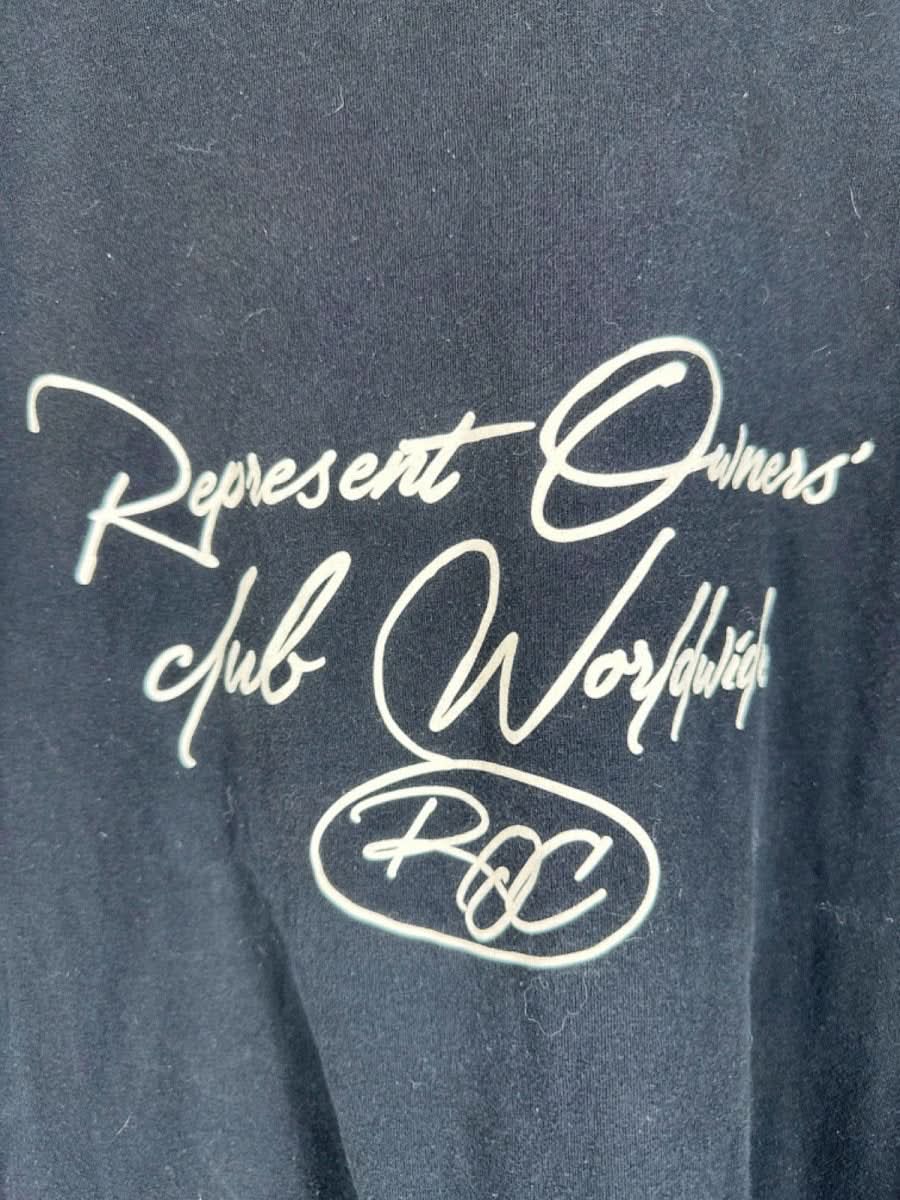 Represent Owners'
club Worldwide
ROC